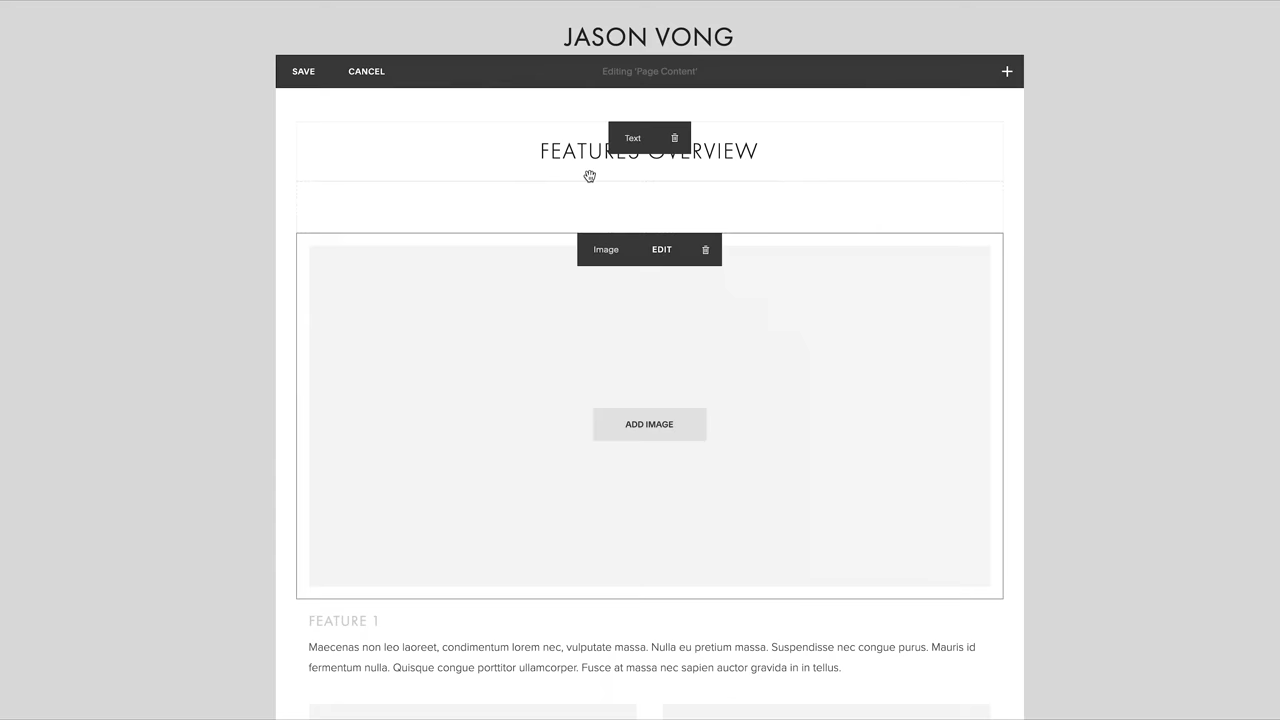 JASON VONG
SAVE CANCEL Editing 'Page Content' +
Text
FEATURES OVERVIEW
Image EDIT
ADD IMAGE
FEATURE 1
Maecenas non leo laoreet, condimentum lorem nec, vulputate massa. Nulla eu pretium massa. Suspendisse nec congue purus. Mauris id
fermentum nulla. Quisque congue porttitor ullamcorper. Fusce at massa nec sapien auctor gravida in in tellus.